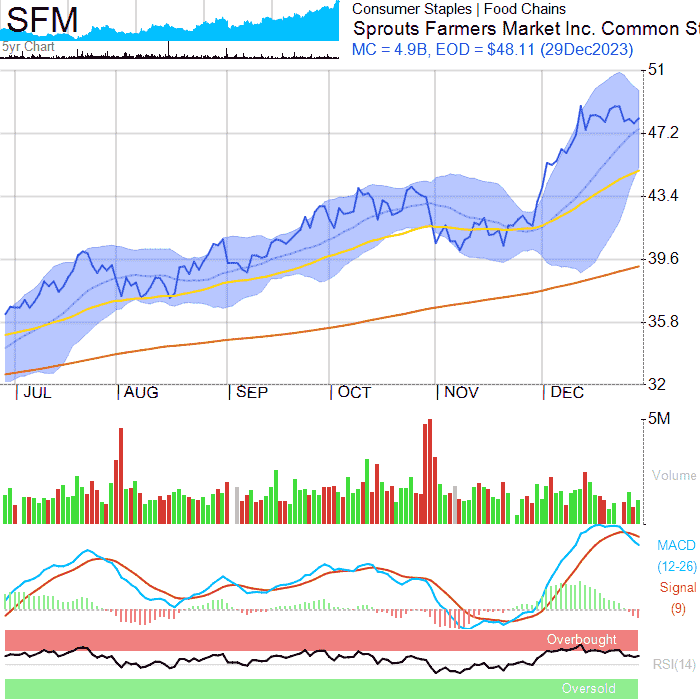 SFM
5yr Chart
Consumer Staples | Food Chains
Sprouts Farmers Market Inc. Common St
MC = 4.9B, EOD = $48.11 (29Dec2023)
51
47.2
43.4
39.6
35.8
32
JUL AUG SEP OCT NOV DEC
5M
Volume
MACD
(12-26)
Signal
(9)
Overbought
RSI(14)
Oversold